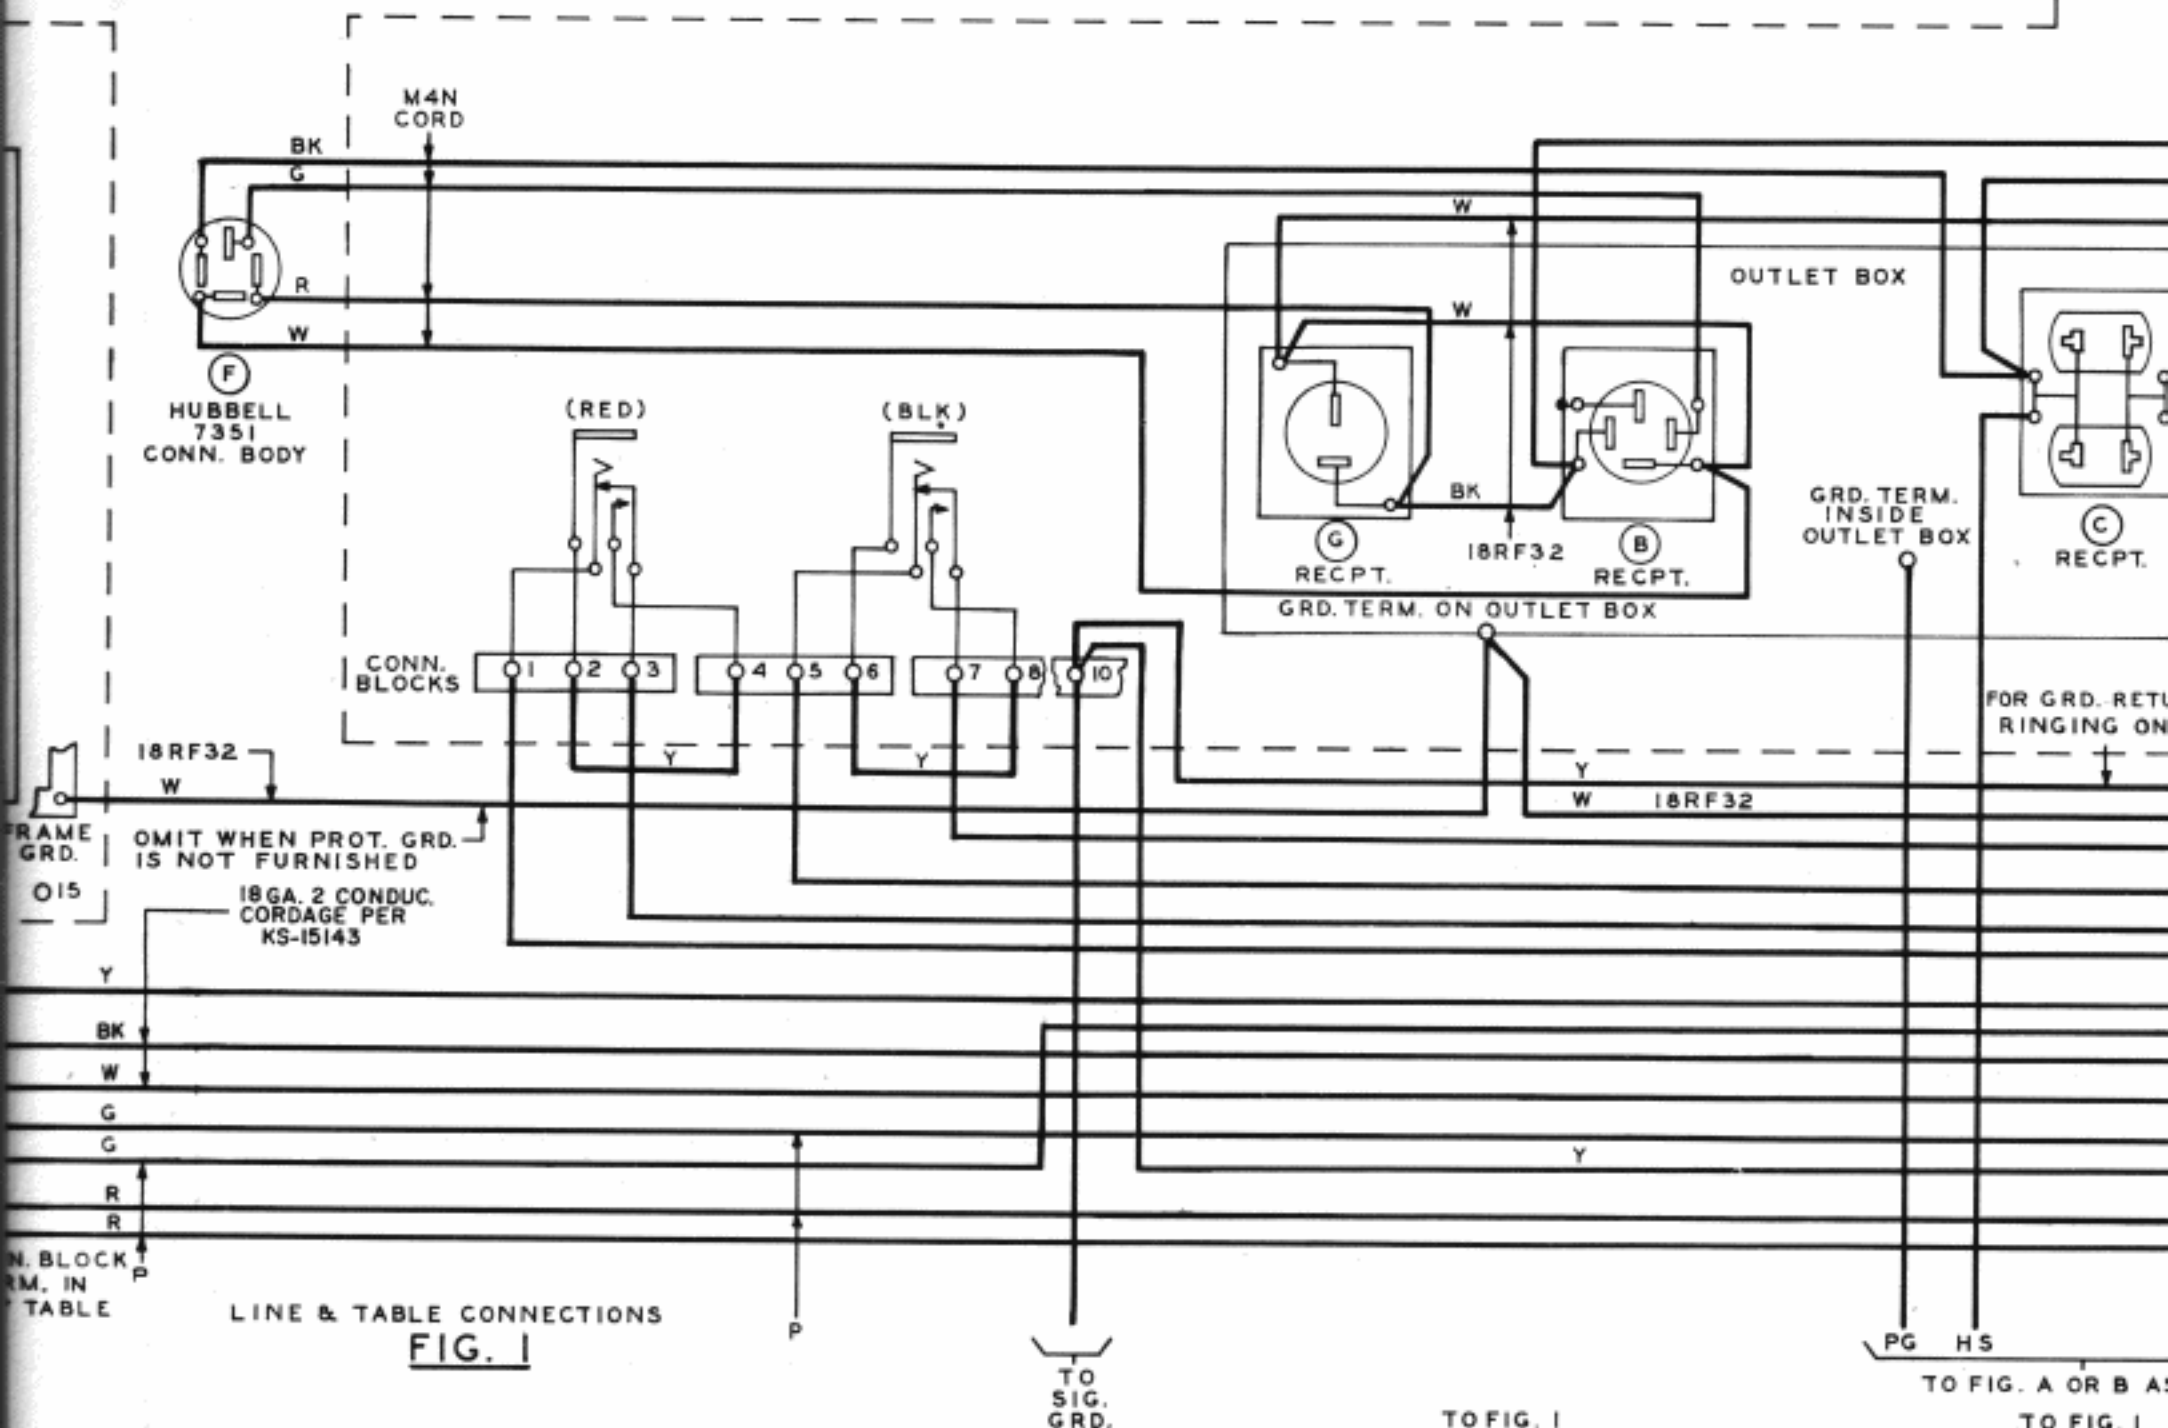 M4N
CORD
BK
G
W
OUTLET BOX
R
W
W
F
HUBBELL
7351
CONN. BODY
(RED)
(BLK)
BK
18RF32
G
RECPT.
B
RECPT.
GRD. TERM.
INSIDE
OUTLET BOX
C
RECPT.
GRD. TERM. ON OUTLET BOX
CONN.
BLOCKS
1
2
3
4
5
6
7
8
10
FOR GRD. RETU
RINGING ON
18RF32
W
Y
Y
Y
W
18RF32
FRAME
GRD.
015
OMIT WHEN PROT. GRD.
IS NOT FURNISHED
18GA. 2 CONDUC.
CORDAGE PER
KS-15143
Y
BK
W
G
G
Y
R
R
N. BLOCK
RM. IN
TABLE
P
LINE & TABLE CONNECTIONS
FIG. 1
P
TO
SIG.
GRD.
PG HS
TO FIG. A OR B AS
TO FIG. 1
TO FIG. 1